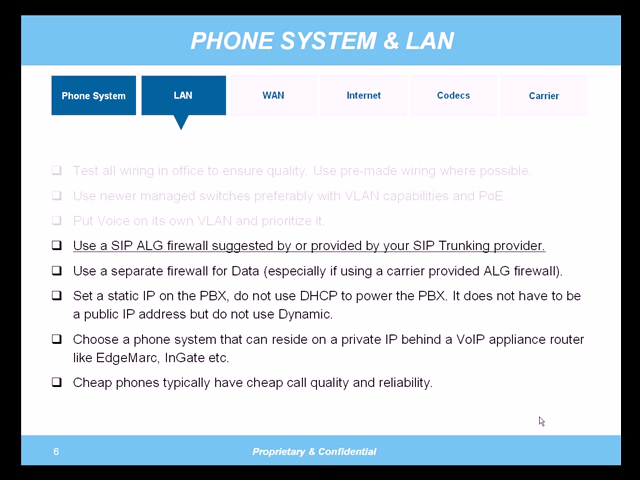 PHONE SYSTEM & LAN
Phone System
LAN
WAN
Internet
Codecs
Carrier
Test all wiring in office to ensure quality. Use pre-made wiring where possible.
Use newer managed switches preferably with VLAN capabilities and PoE.
Put Voice on its own VLAN and prioritize it.
Use a SIP ALG firewall suggested by or provided by your SIP Trunking provider.
Use a separate firewall for Data (especially if using a carrier provided ALG firewall).
Set a static IP on the PBX, do not use DHCP to power the PBX. It does not have to be
a public IP address but do not use Dynamic.
Choose a phone system that can reside on a private IP behind a VoIP appliance router
like EdgeMarc, InGate etc.
Cheap phones typically have cheap call quality and reliability.
6
Proprietary & Confidential